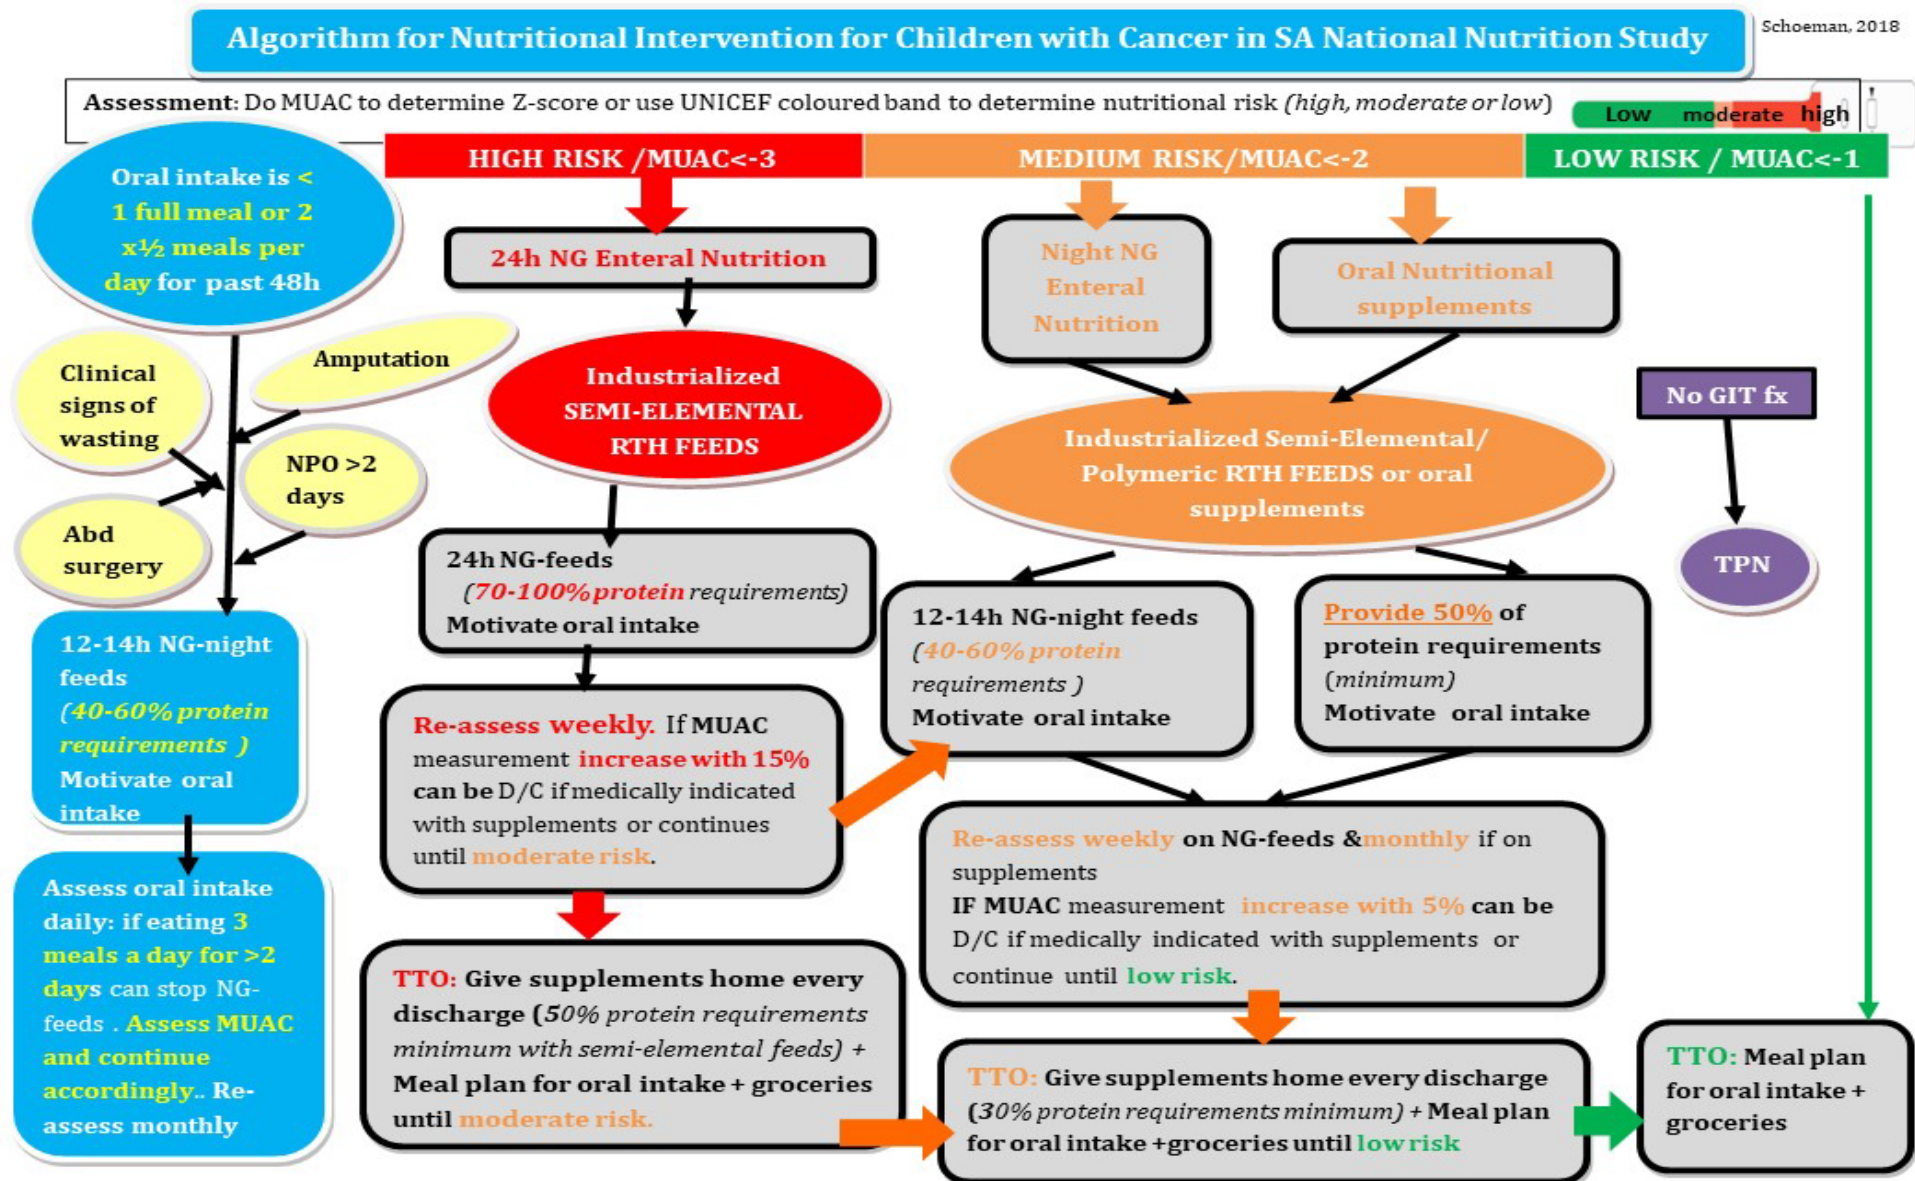 Algorithm for Nutritional Intervention for Children with Cancer in SA National Nutrition Study
Schoeman, 2018
Assessment: Do MUAC to determine Z-score or use UNICEF coloured band to determine nutritional risk (high, moderate or low)
Low moderate high
HIGH RISK /MUAC<-3
MEDIUM RISK/MUAC<-2
LOW RISK / MUAC<-1
Oral intake is <
1 full meal or 2
x½ meals per
day for past 48h
Clinical
signs of
wasting
Amputation
NPO >2
days
Abd
surgery
12-14h NG-night
feeds
(40-60% protein
requirements )
Motivate oral
intake
Assess oral intake
daily: if eating 3
meals a day for >2
days can stop NG-
feeds . Assess MUAC
and continue
accordingly.. Re-
assess monthly
24h NG Enteral Nutrition
Industrialized
SEMI-ELEMENTAL
RTH FEEDS
24h NG-feeds
(70-100% protein requirements)
Motivate oral intake
Re-assess weekly. If MUAC
measurement increase with 15%
can be D/C if medically indicated
with supplements or continues
until moderate risk.
TTO: Give supplements home every
discharge (50% protein requirements
minimum with semi-elemental feeds) +
Meal plan for oral intake + groceries
until moderate risk.
Night NG
Enteral
Nutrition
Oral Nutritional
supplements
Industrialized Semi-Elemental/
Polymeric RTH FEEDS or oral
supplements
12-14h NG-night feeds
(40-60% protein
requirements )
Motivate oral intake
Provide 50% of
protein requirements
(minimum)
Motivate oral intake
Re-assess weekly on NG-feeds &monthly if on
supplements
IF MUAC measurement increase with 5% can be
D/C if medically indicated with supplements or
continue until low risk.
TTO: Give supplements home every discharge
(30% protein requirements minimum) + Meal plan
for oral intake +groceries until low risk
No GIT fx
TPN
TTO: Meal plan
for oral intake +
groceries